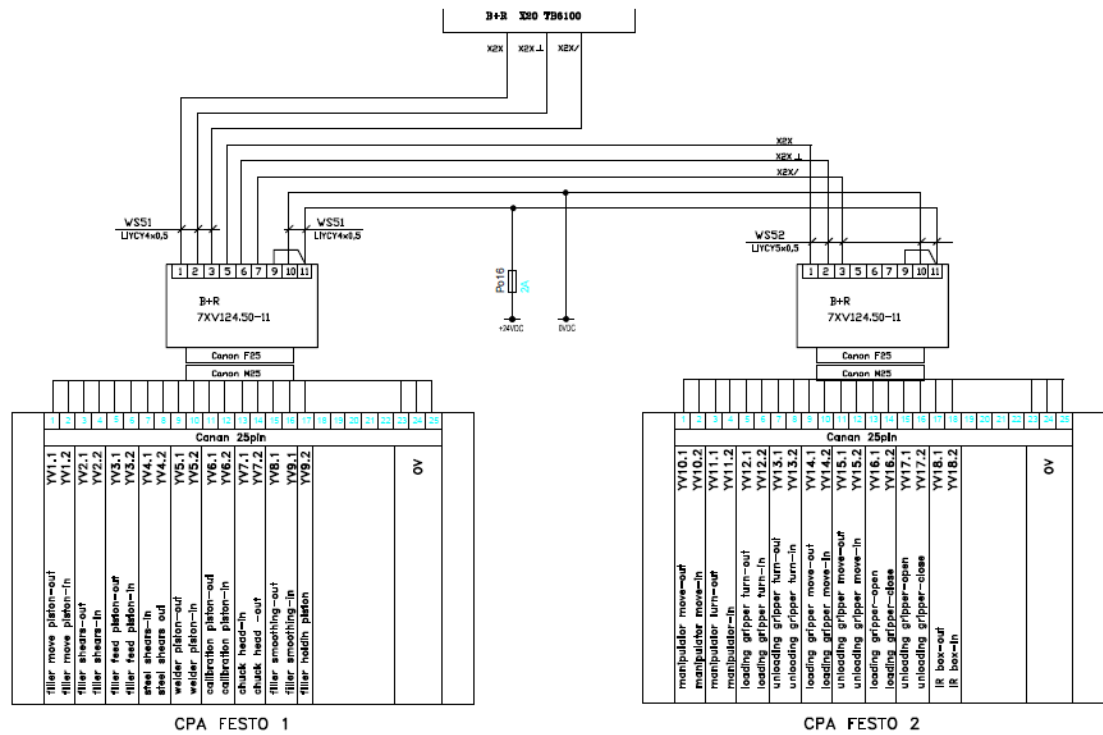 B+R X20 TB6100
X2X X2X⊥ X2X/
X2X
X2X⊥
X2X/
WS51
LIYCY4x0,5
WS51
LIYCY4x0,5
WS52
LIYCY5x0,5
Po16
2A
+24VDC
0VDC
1 2 3 5 6 7 9 10 11
B+R
7XV124.50-11
Canon F25
Canon M25
1 2 3 5 6 7 9 10 11
B+R
7XV124.50-11
Canon F25
Canon M25
1 2 3 4 5 6 7 8 9 10 11 12 13 14 15 16 17 18 19 20 21 22 23 24 25
Canan 25pin
YV1.1 filler move piston-out
YV1.2 filler move piston-in
YV2.1 filler shears-out
YV2.2 filler shears-in
YV3.1 filler feed piston-out
YV3.2 filler feed piston-in
YV4.1 steel shears-in
YV4.2 steel shears out
YV5.1 welder piston-out
YV5.2 welder piston-in
YV6.1 calibration piston-out
YV6.2 calibration piston-in
YV7.1 chuck head-in
YV7.2 chuck head -out
YV8.1 filler smoothing-out
YV9.1 filler smoothing-in
YV9.2 filler holdin piston
0V
CPA FESTO 1
1 2 3 4 5 6 7 8 9 10 11 12 13 14 15 16 17 18 19 20 21 22 23 24 25
Canan 25pin
YV10.1 manipulator move-out
YV10.2 manipulator move-in
YV11.1 manipulator turn-out
YV11.2 manipulator-in
YV12.1 loading gripper turn-out
YV12.2 loading gripper turn-in
YV13.1 unloading gripper turn-out
YV13.2 unloading gripper turn-in
YV14.1 loading gripper move-out
YV14.2 loading gripper move-in
YV15.1 unloading gripper move-out
YV15.2 unloading gripper move-in
YV16.1 loading gripper-open
YV16.2 loading gripper-close
YV17.1 unloading gripper-open
YV17.2 unloading gripper-close
YV18.1 IR box-out
YV18.2 IR box-in
0V
CPA FESTO 2